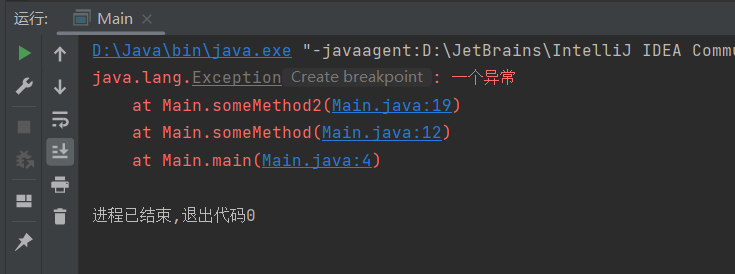 运行: Main ×
D:\Java\bin\java.exe "-javaagent:D:\JetBrains\IntelliJ IDEA Commu
java.lang.Exception Create breakpoint : 一个异常
at Main.someMethod2(Main.java:19)
at Main.someMethod(Main.java:12)
at Main.main(Main.java:4)
进程已结束,退出代码0